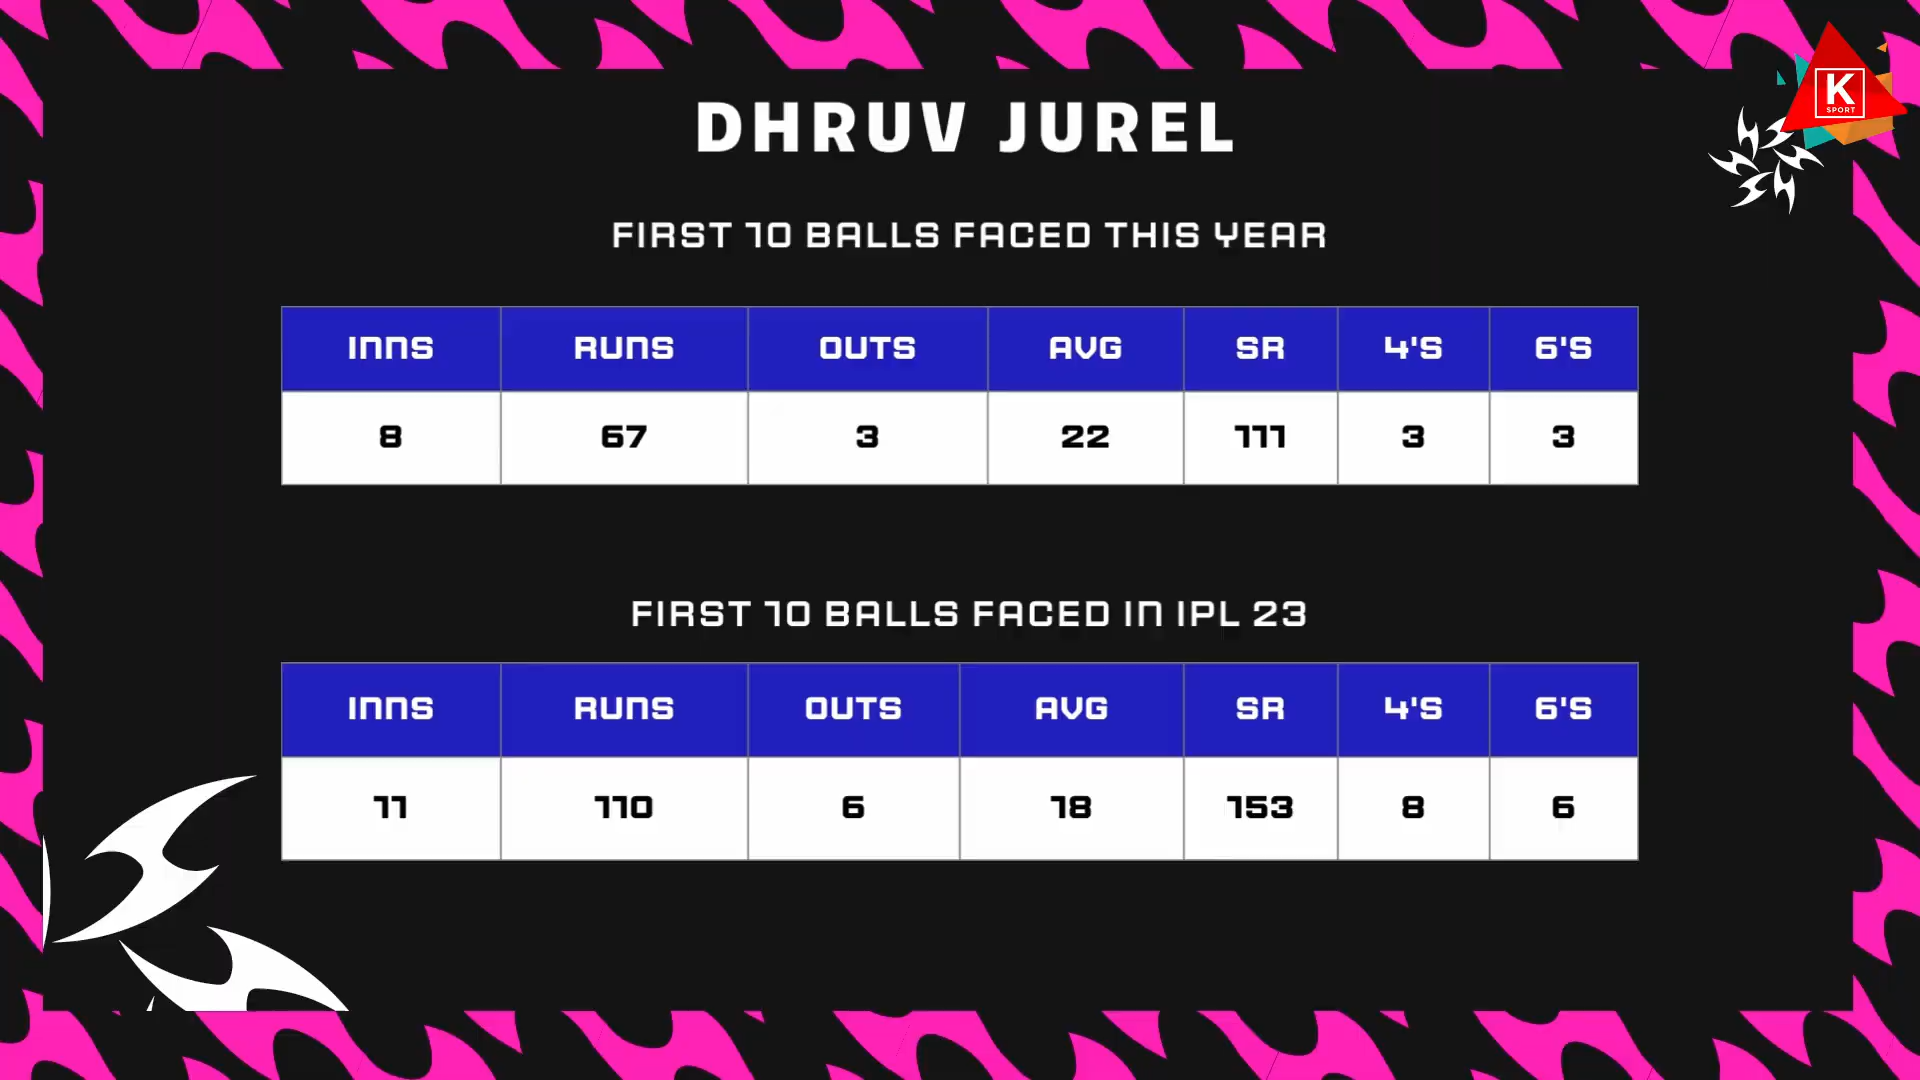 K
SPORT
DHRUV JUREL
FIRST 10 BALLS FACED THIS YEAR
INNS RUNS OUTS AVG SR 4'S 6'S
8 67 3 22 111 3 3
FIRST 10 BALLS FACED IN IPL 23
INNS RUNS OUTS AVG SR 4'S 6'S
11 110 6 18 153 8 6